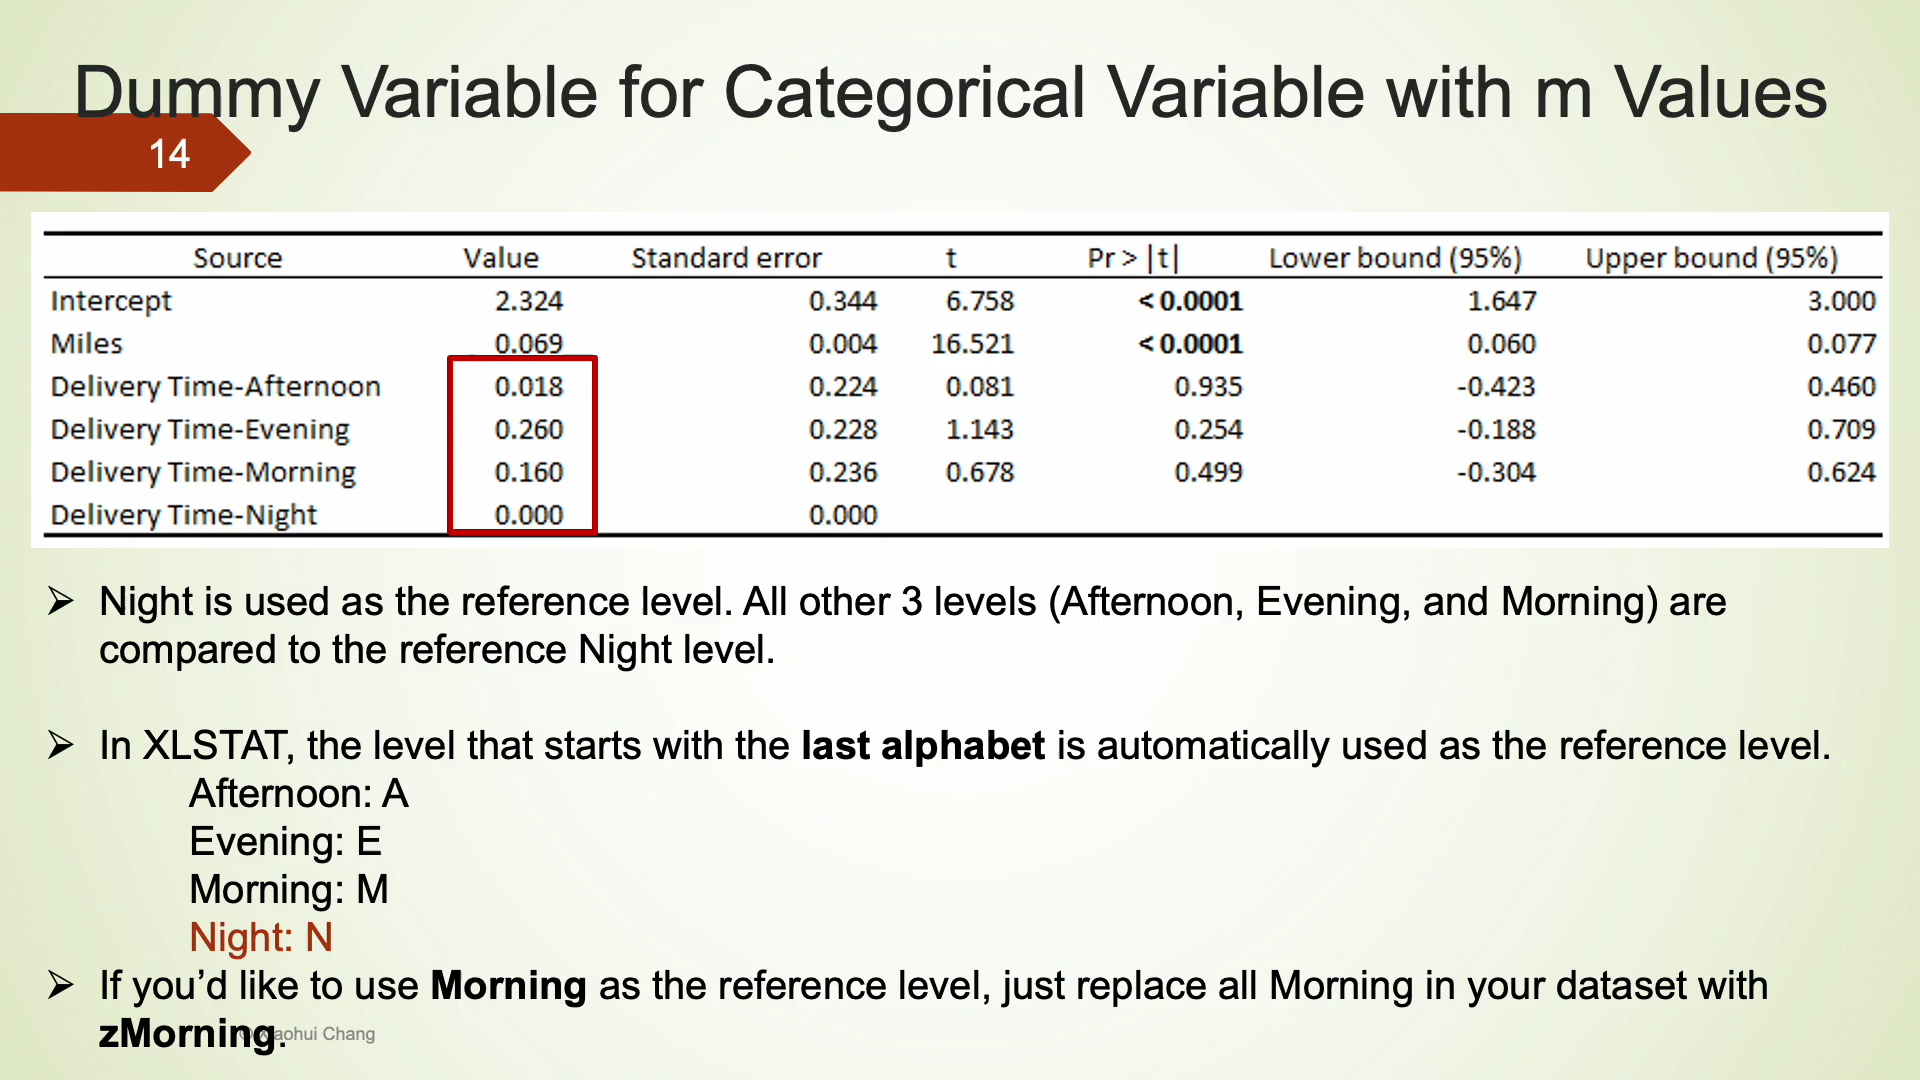 Dummy Variable for Categorical Variable with m Values
14
Source Value Standard error t Pr > |t| Lower bound (95%) Upper bound (95%)
Intercept 2.324 0.344 6.758 < 0.0001 1.647 3.000
Miles 0.069 0.004 16.521 < 0.0001 0.060 0.077
Delivery Time-Afternoon 0.018 0.224 0.081 0.935 -0.423 0.460
Delivery Time-Evening 0.260 0.228 1.143 0.254 -0.188 0.709
Delivery Time-Morning 0.160 0.236 0.678 0.499 -0.304 0.624
Delivery Time-Night 0.000 0.000
➢ Night is used as the reference level. All other 3 levels (Afternoon, Evening, and Morning) are
compared to the reference Night level.
➢ In XLSTAT, the level that starts with the last alphabet is automatically used as the reference level.
Afternoon: A
Evening: E
Morning: M
Night: N
➢ If you’d like to use Morning as the reference level, just replace all Morning in your dataset with
zMorning.
Chang